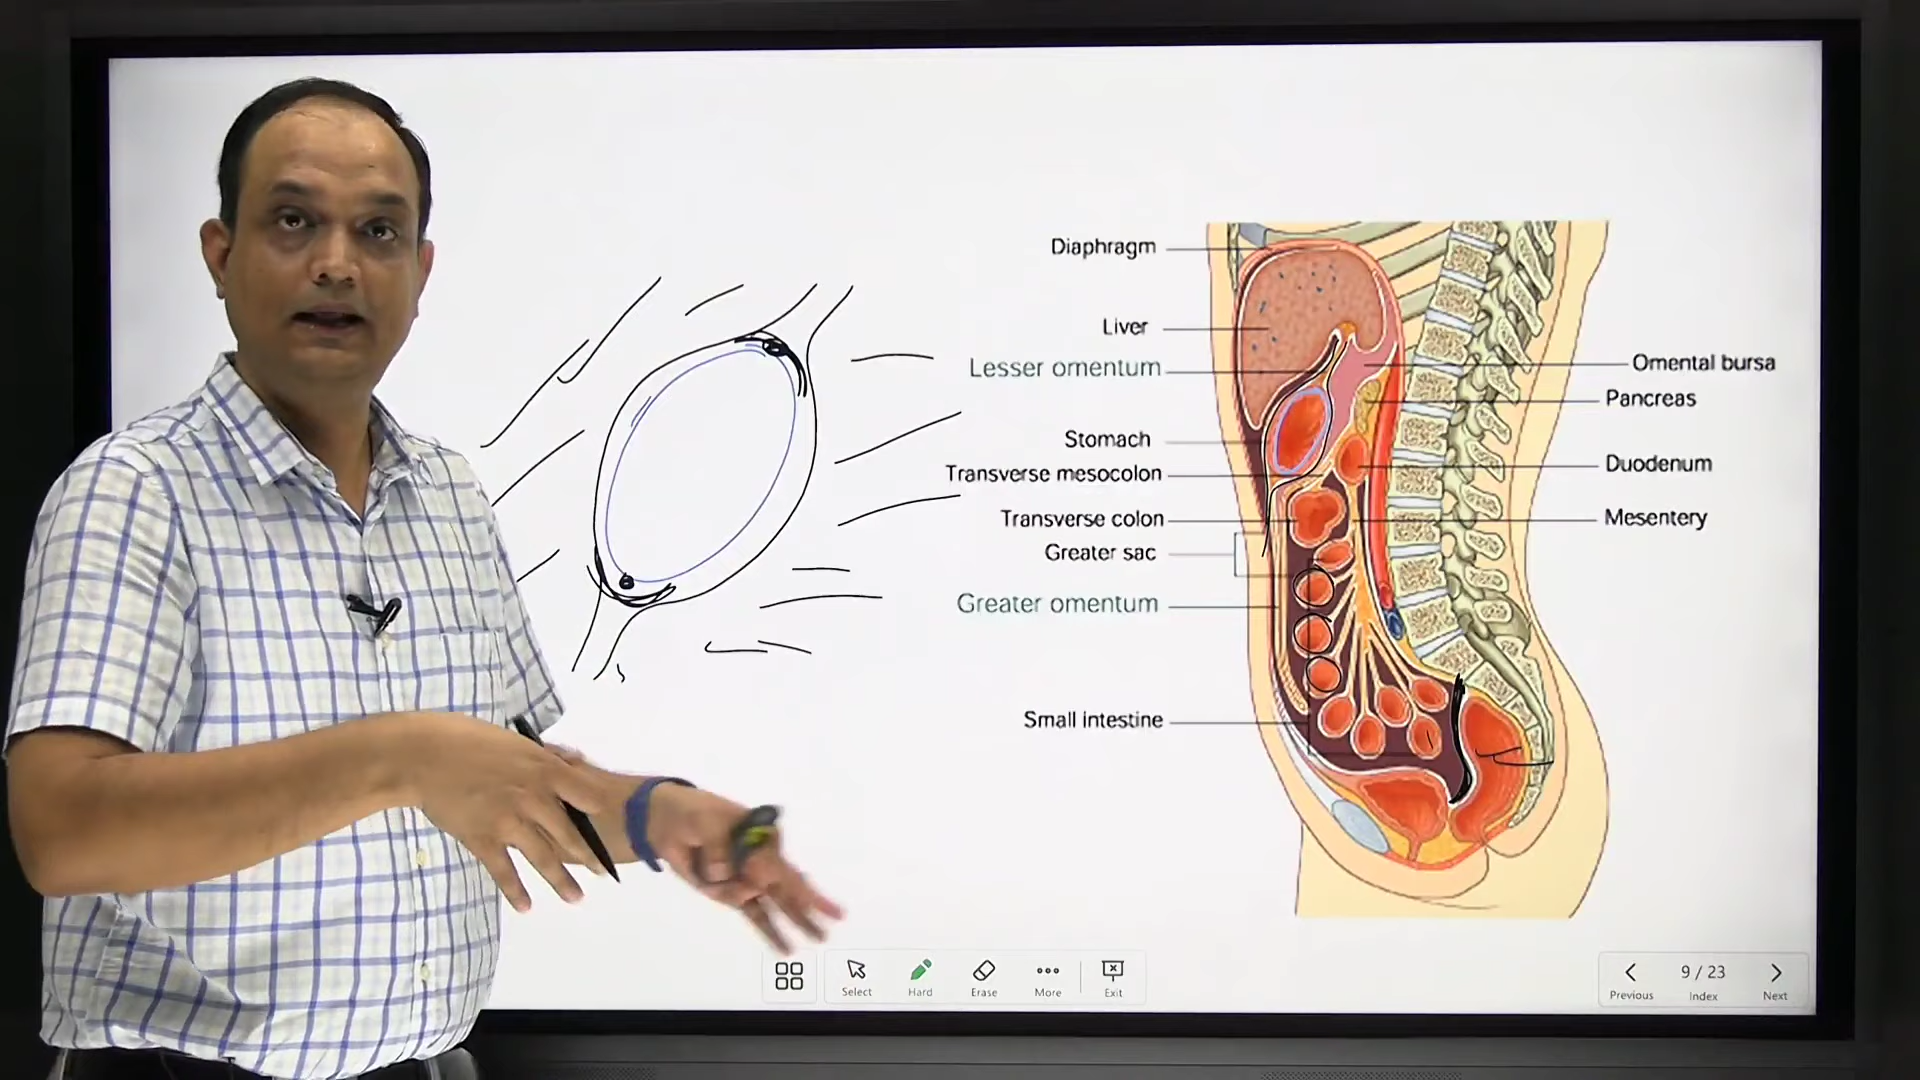 Diaphragm
Liver
Lesser omentum
Stomach
Transverse mesocolon
Transverse colon
Greater sac
Greater omentum
Small intestine
Omental bursa
Pancreas
Duodenum
Mesentery
Select
Hard
Erase
More
Exit
9 / 23
Previous
Index
Next